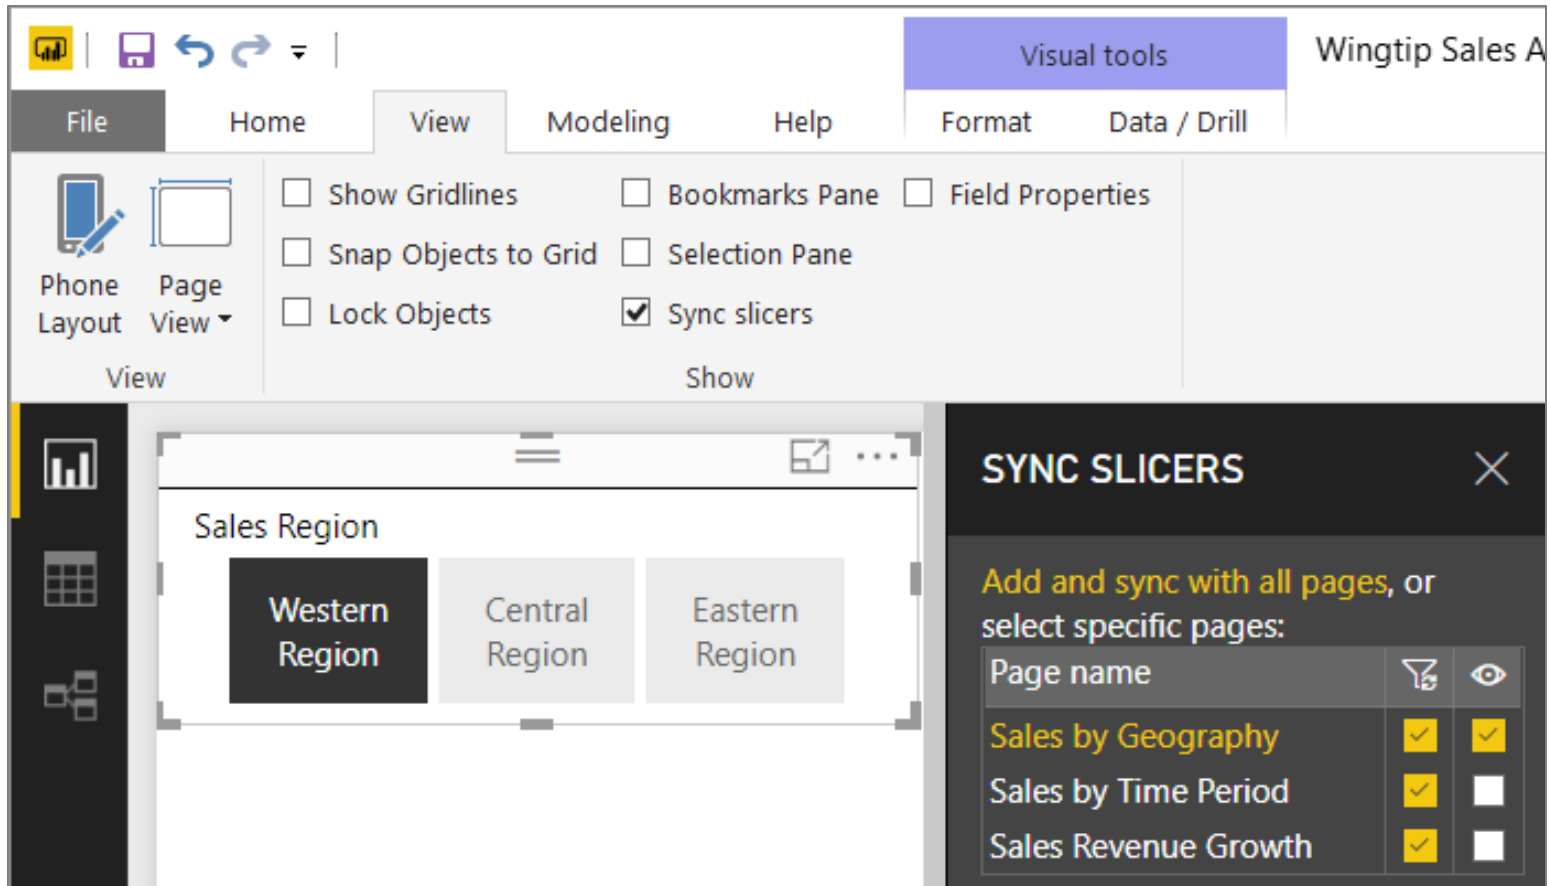 Visual tools
Wingtip Sales A
File Home View Modeling Help Format Data / Drill
Show Gridlines
Bookmarks Pane
Field Properties
Snap Objects to Grid
Selection Pane
Phone Layout
Page View
Lock Objects
Sync slicers
View
Show
SYNC SLICERS
Sales Region
Western
Region
Central
Region
Eastern
Region
Add and sync with all pages, or
select specific pages:
Page name
Sales by Geography
Sales by Time Period
Sales Revenue Growth